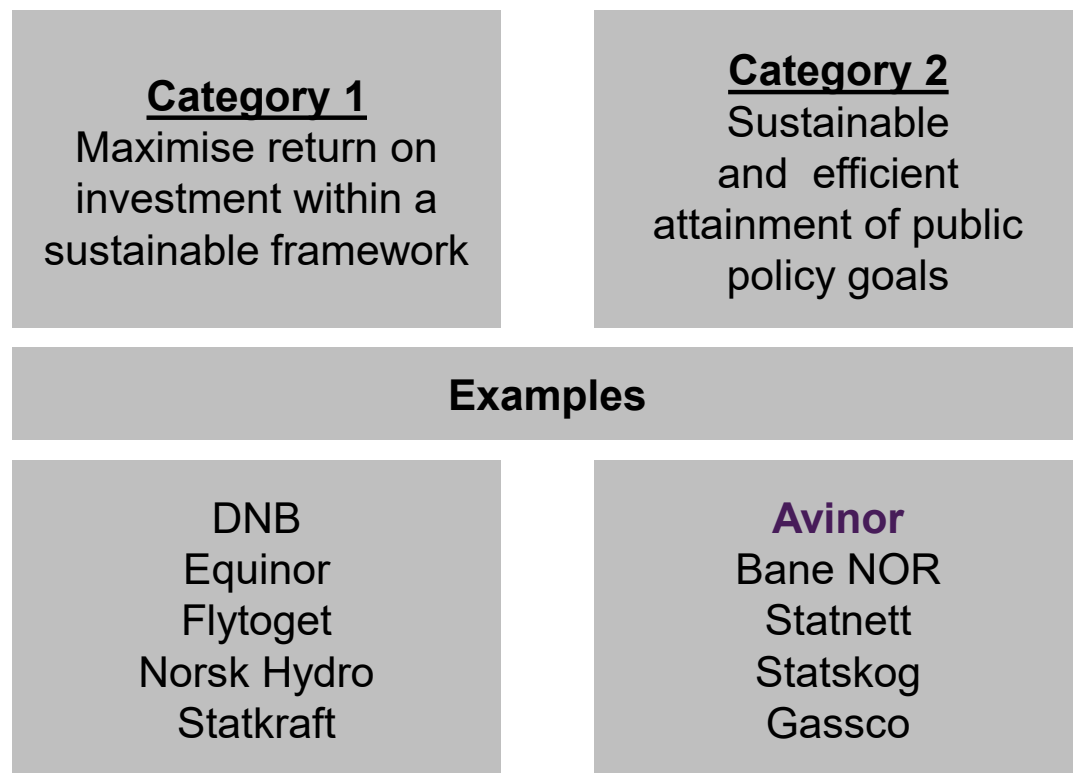 Category 1
Maximise return on
investment within a
sustainable framework
Category 2
Sustainable
and  efficient
attainment of public
policy goals
Examples
DNB
Equinor
Flytoget
Norsk Hydro
Statkraft
Avinor
Bane NOR
Statnett
Statskog
Gassco